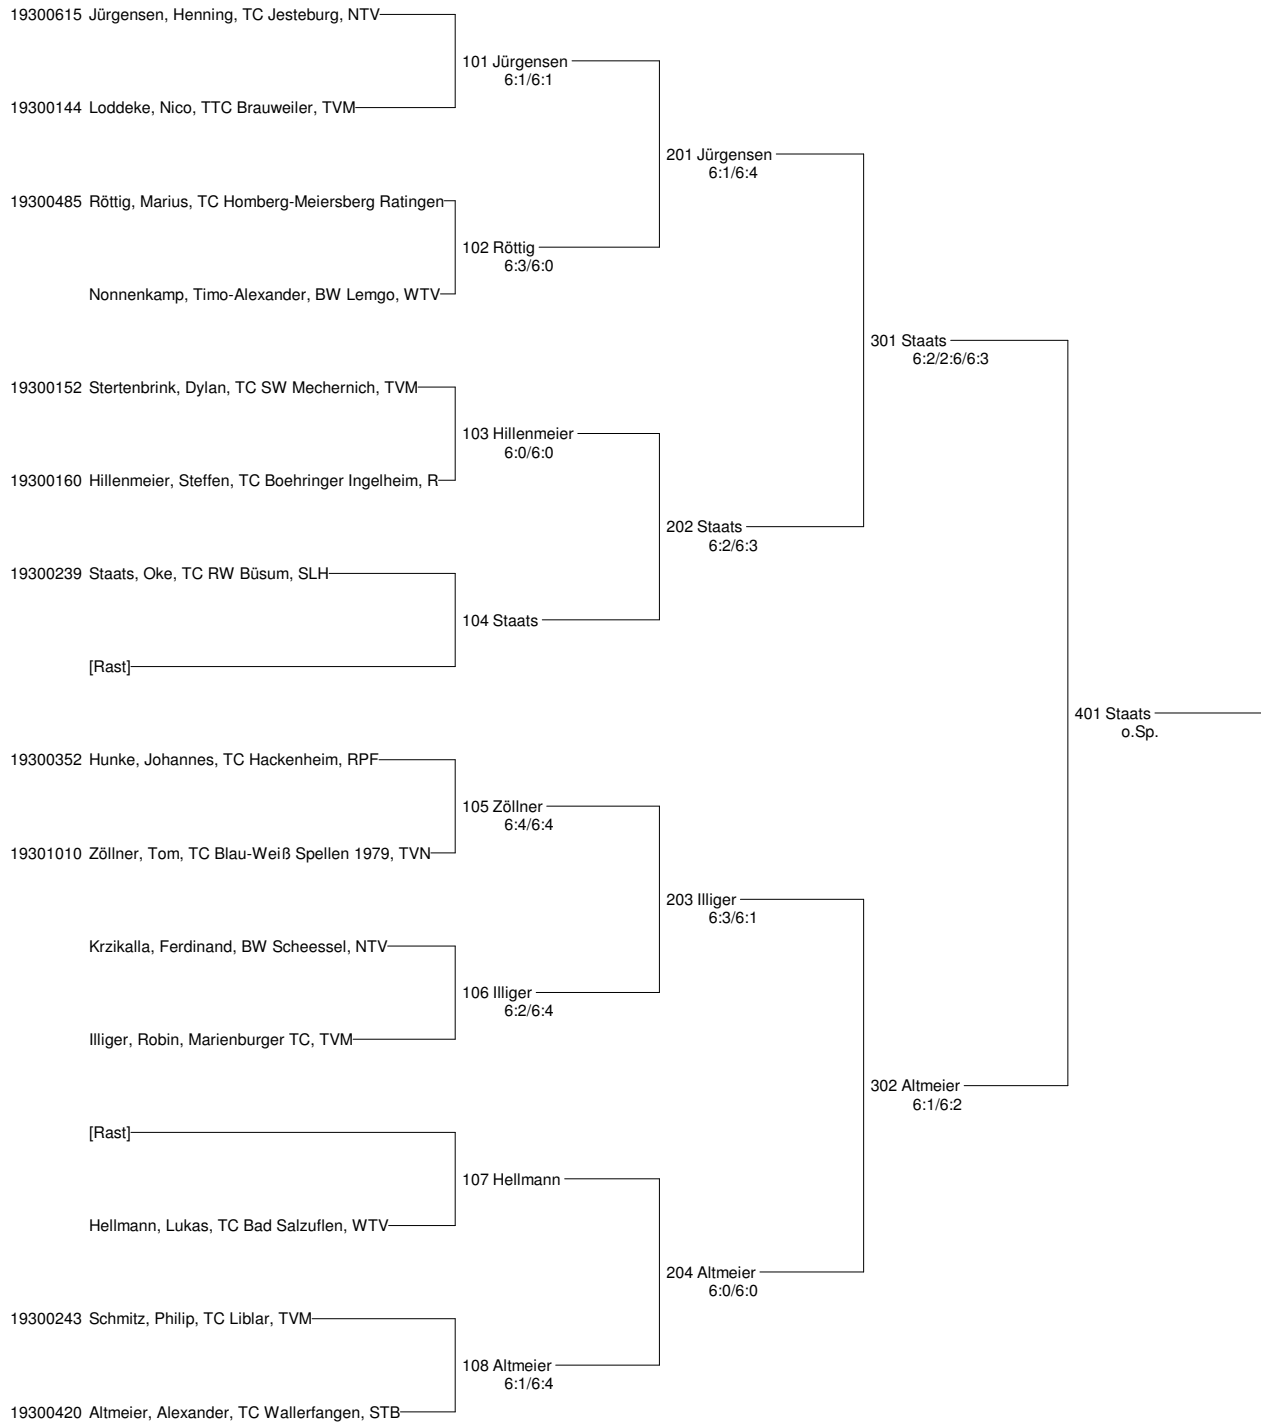 19300615 Jürgensen, Henning, TC Jesteburg, NTV
101 Jürgensen
6:1/6:1
19300144 Loddeke, Nico, TTC Brauweiler, TVM
201 Jürgensen
6:1/6:4
19300485 Röttig, Marius, TC Homberg-Meiersberg Ratingen
102 Röttig
6:3/6:0
Nonnenkamp, Timo-Alexander, BW Lemgo, WTV
301 Staats
6:2/2:6/6:3
19300152 Stertenbrink, Dylan, TC SW Mechernich, TVM
103 Hillenmeier
6:0/6:0
19300160 Hillenmeier, Steffen, TC Boehringer Ingelheim, R
202 Staats
6:2/6:3
19300239 Staats, Oke, TC RW Büsum, SLH
104 Staats
[Rast]
401 Staats
o.Sp.
19300352 Hunke, Johannes, TC Hackenheim, RPF
105 Zöllner
6:4/6:4
19301010 Zöllner, Tom, TC Blau-Weiß Spellen 1979, TVN
203 Illiger
6:3/6:1
Krzikalla, Ferdinand, BW Scheessel, NTV
106 Illiger
6:2/6:4
Illiger, Robin, Marienburger TC, TVM
302 Altmeier
6:1/6:2
[Rast]
107 Hellmann
Hellmann, Lukas, TC Bad Salzuflen, WTV
204 Altmeier
6:0/6:0
19300243 Schmitz, Philip, TC Liblar, TVM
108 Altmeier
6:1/6:4
19300420 Altmeier, Alexander, TC Wallerfangen, STB